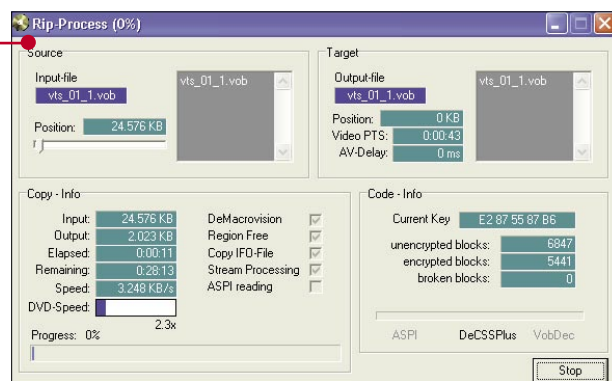 Rip-Process (0%)
Source
Input-file
vts_01_1.vob
vts_01_1.vob
Position: 24.576 KB
Target
Output-file
vts_01_1.vob
vts_01_1.vob
Position: 0 KB
Video PTS: 0:00:43
AV-Delay: 0 ms
Copy - Info
Input: 24.576 KB
Output: 2.023 KB
Elapsed: 0:00:11
Remaining: 0:28:13
Speed: 3.248 KB/s
DVD-Speed:
2.3x
Progress: 0%
DeMacrovision
Region Free
Copy IFO-File
Stream Processing
ASPI reading
Code - Info
Current Key E2 87 55 87 B6
unencrypted blocks: 6847
encrypted blocks: 5441
broken blocks: 0
ASPI DeCSSPlus VobDec
Stop